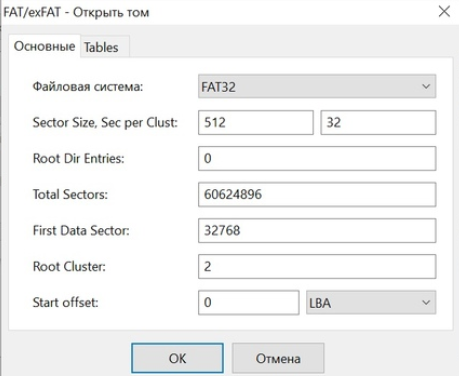 FAT/exFAT - Открыть том
Основные Tables
Файловая система: FAT32
Sector Size, Sec per Clust: 512 32
Root Dir Entries: 0
Total Sectors: 60624896
First Data Sector: 32768
Root Cluster: 2
Start offset: 0 LBA
OK Отмена